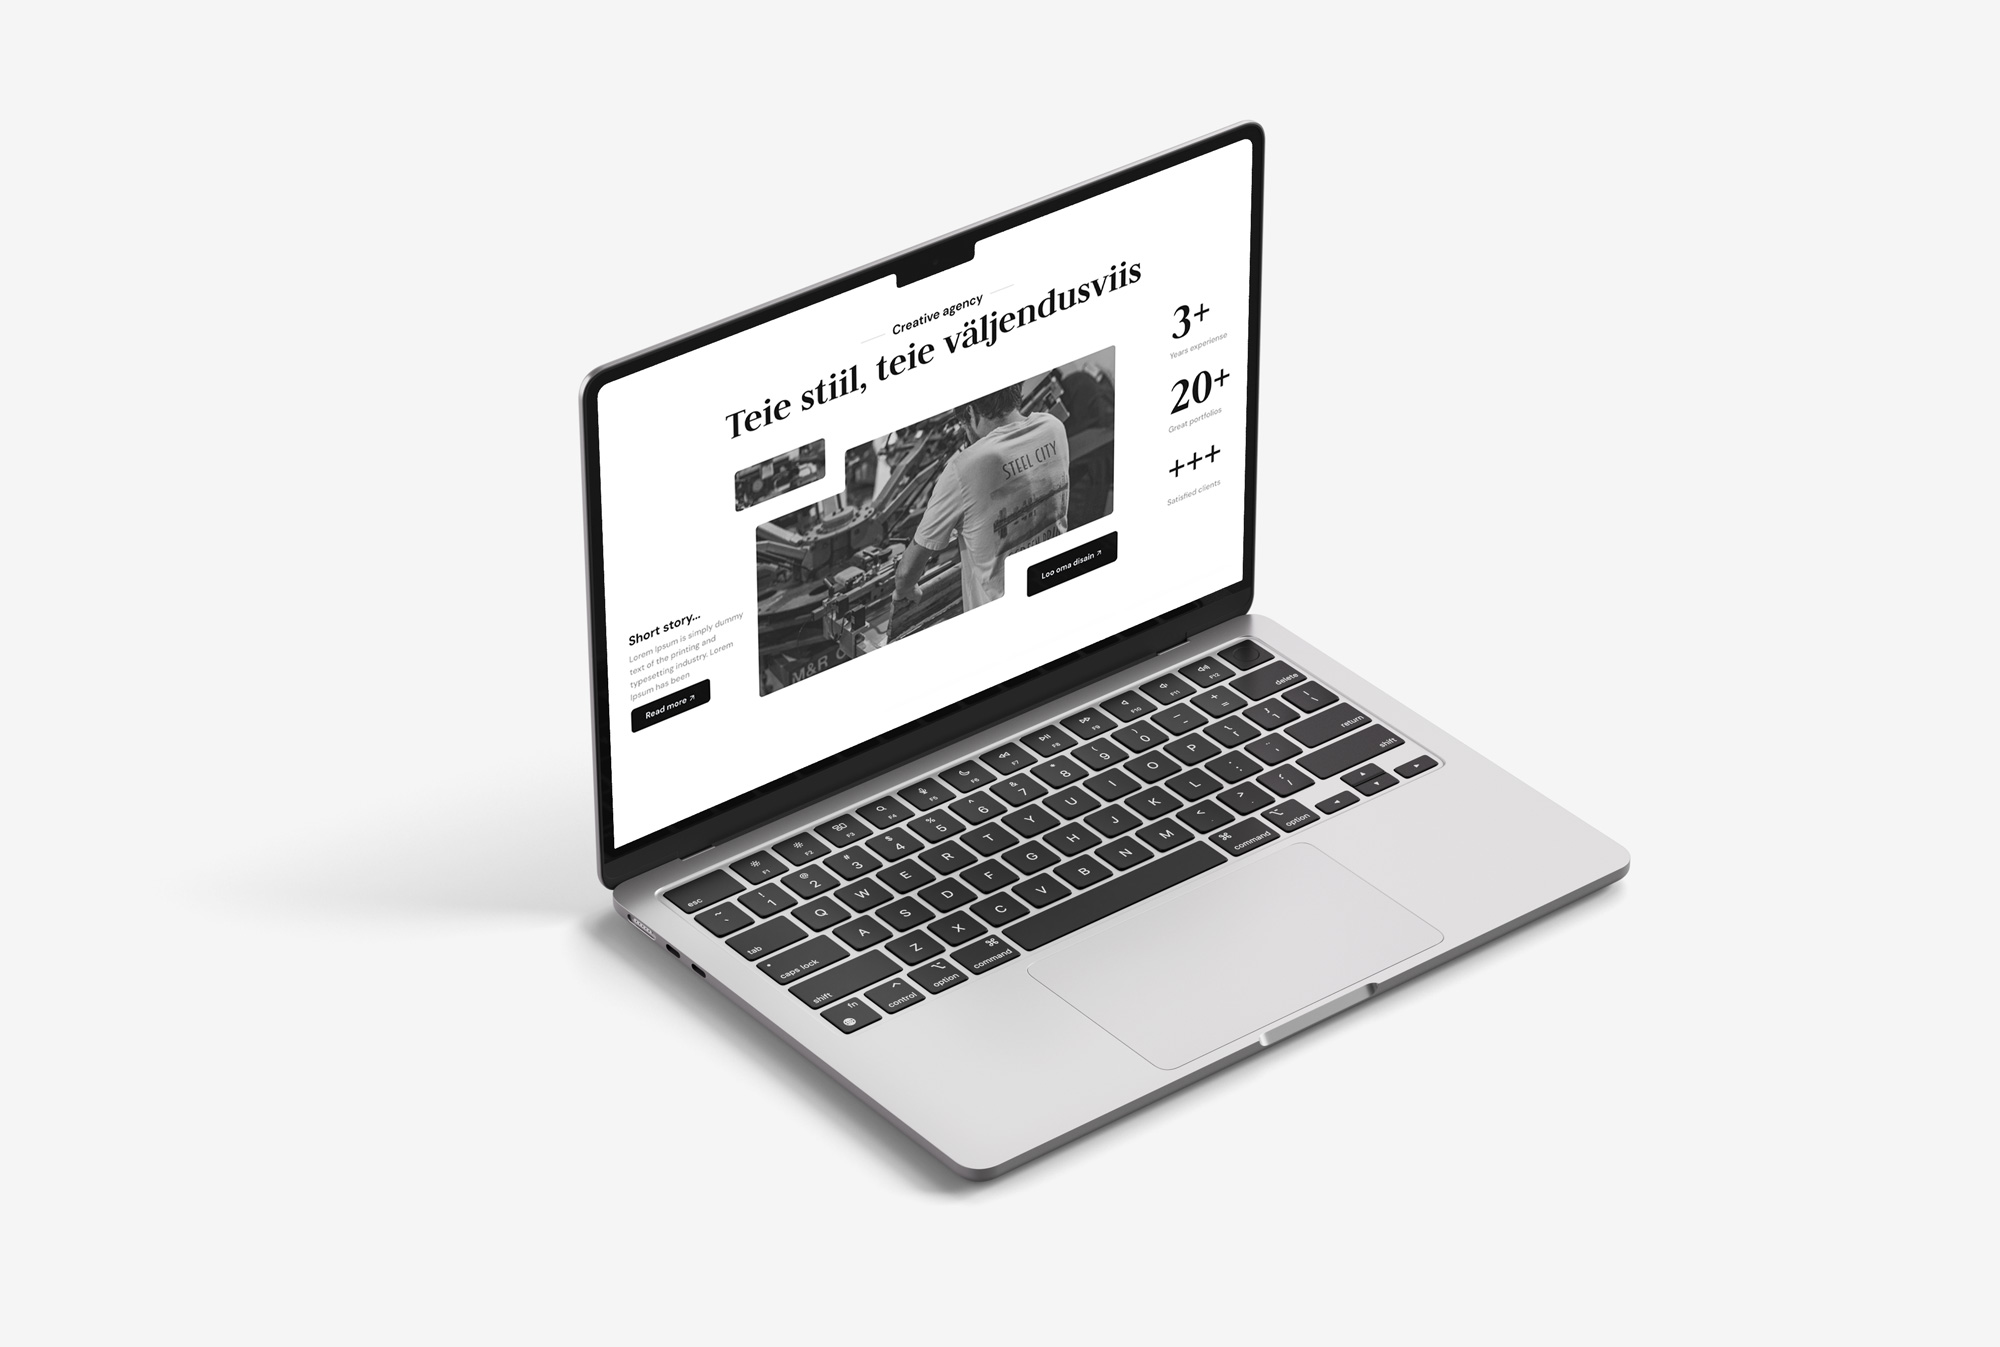 Creative agency
Teie stiil, teie väljendusviis
3+
Years experiense
20+
Great portfolios
+++
Satisfied clients
STEEL CITY
M&R
Loo oma disain
Short story...
Lorem Ipsum is simply dummy
text of the printing and
typesetting industry. Lorem
Ipsum has been
Read more
esc F1 F2 F3 F4 F5 F6 F7 F8 F9 F10 F11 F12
~ ` ! 1 @ 2 # 3 $ 4 % 5 ^ 6 & 7 * 8 ( 9 ) 0 _ - + = delete
tab Q W E R T Y U I O P
caps lock A S D F G H J K L : ; return
shift Z X C V B N M < , > . shift
fn control option command command option